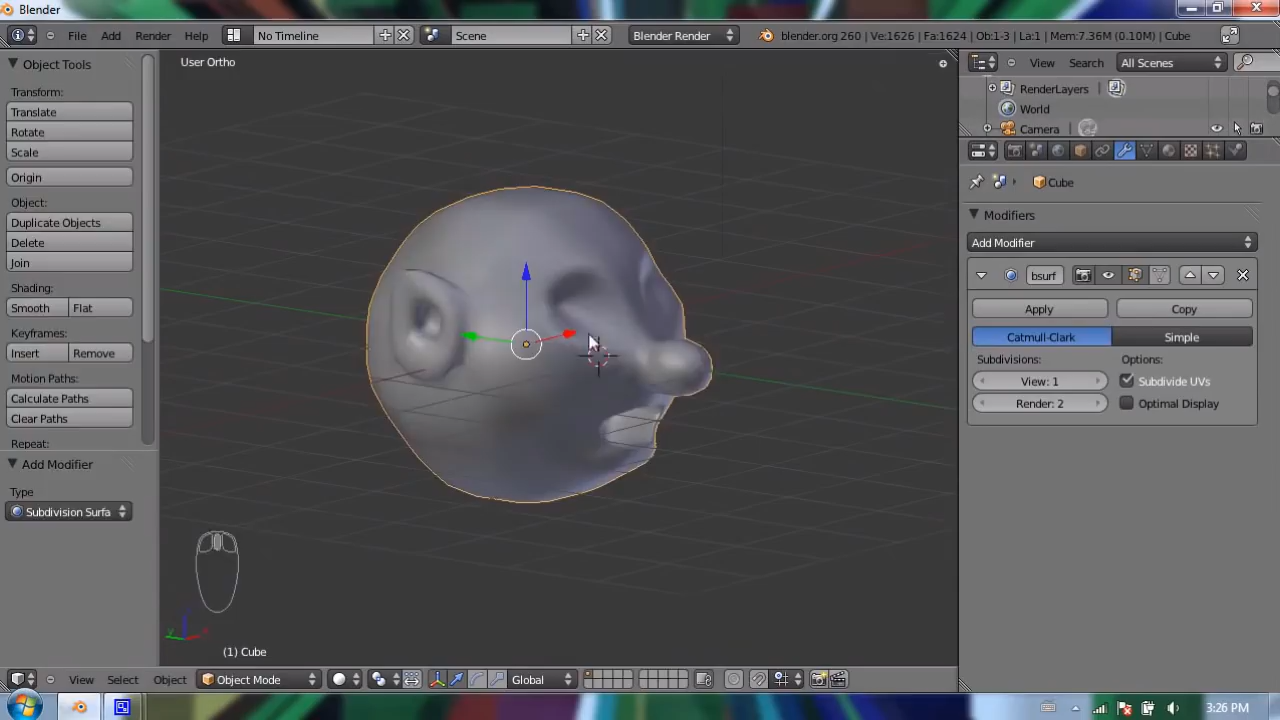 Blender
File Add Render Help No Timeline Scene Blender Render blender.org 260 | Ve:1626 | Fa:1624 | Ob:1-3 | La:1 | Mem:7.36M (0.10M) | Cube
Object Tools
Transform:
Translate
Rotate
Scale
Origin
Object:
Duplicate Objects
Delete
Join
Shading:
Smooth Flat
Keyframes:
Insert Remove
Motion Paths:
Calculate Paths
Clear Paths
Repeat:
Add Modifier
Type
Subdivision Surfa
User Ortho
(1) Cube
View Select Object Object Mode Global
View Search All Scenes
RenderLayers
World
Camera
Cube
Modifiers
Add Modifier
bsurf
Apply Copy
Catmull-Clark Simple
Subdivisions: Options:
View: 1 Subdivide UVs
Render: 2 Optimal Display
3:26 PM